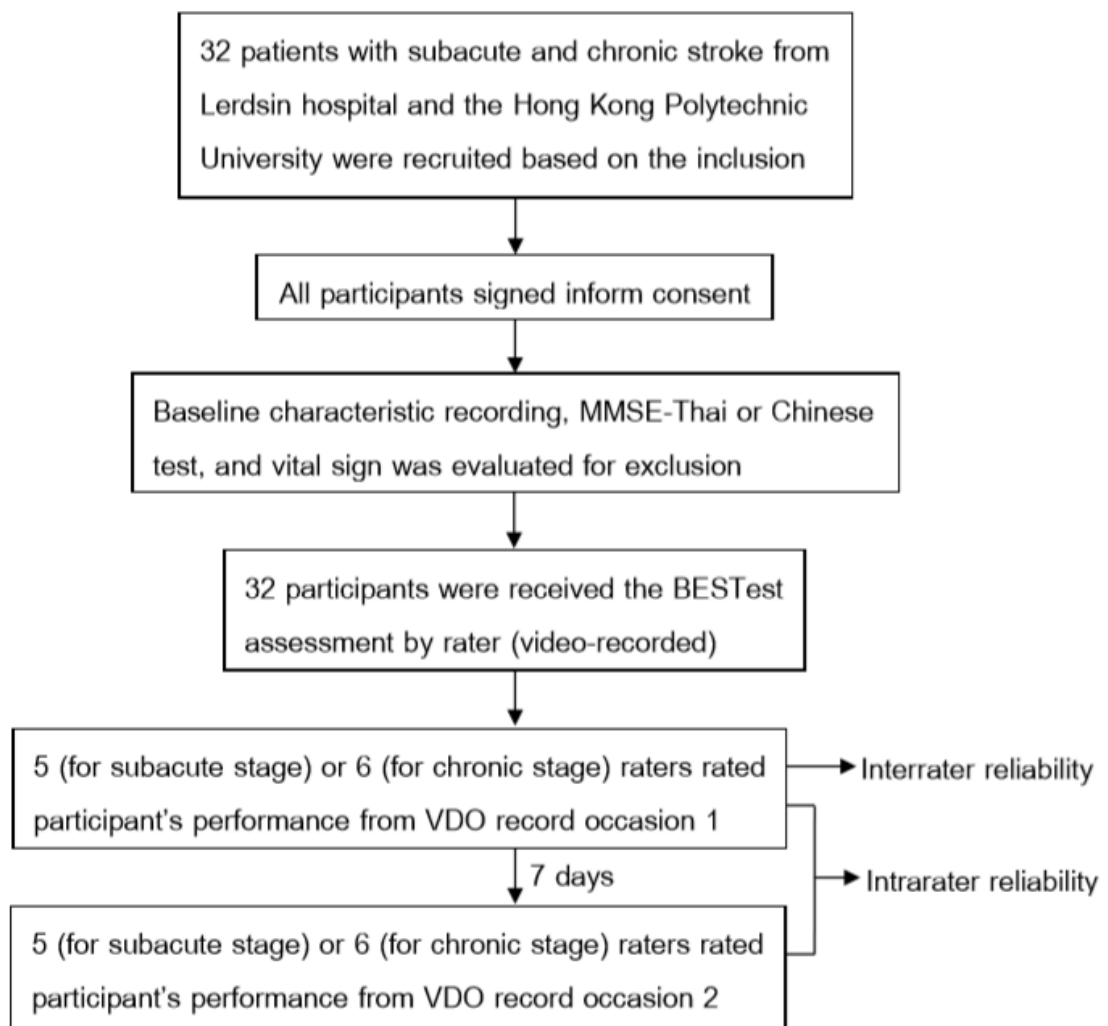 32 patients with subacute and chronic stroke from
Lerdsin hospital and the Hong Kong Polytechnic
University were recruited based on the inclusion
All participants signed inform consent
Baseline characteristic recording, MMSE-Thai or Chinese
test, and vital sign was evaluated for exclusion
32 participants were received the BESTest
assessment by rater (video-recorded)
5 (for subacute stage) or 6 (for chronic stage) raters rated
participant's performance from VDO record occasion 1
Interrater reliability
7 days
Intrarater reliability
5 (for subacute stage) or 6 (for chronic stage) raters rated
participant's performance from VDO record occasion 2